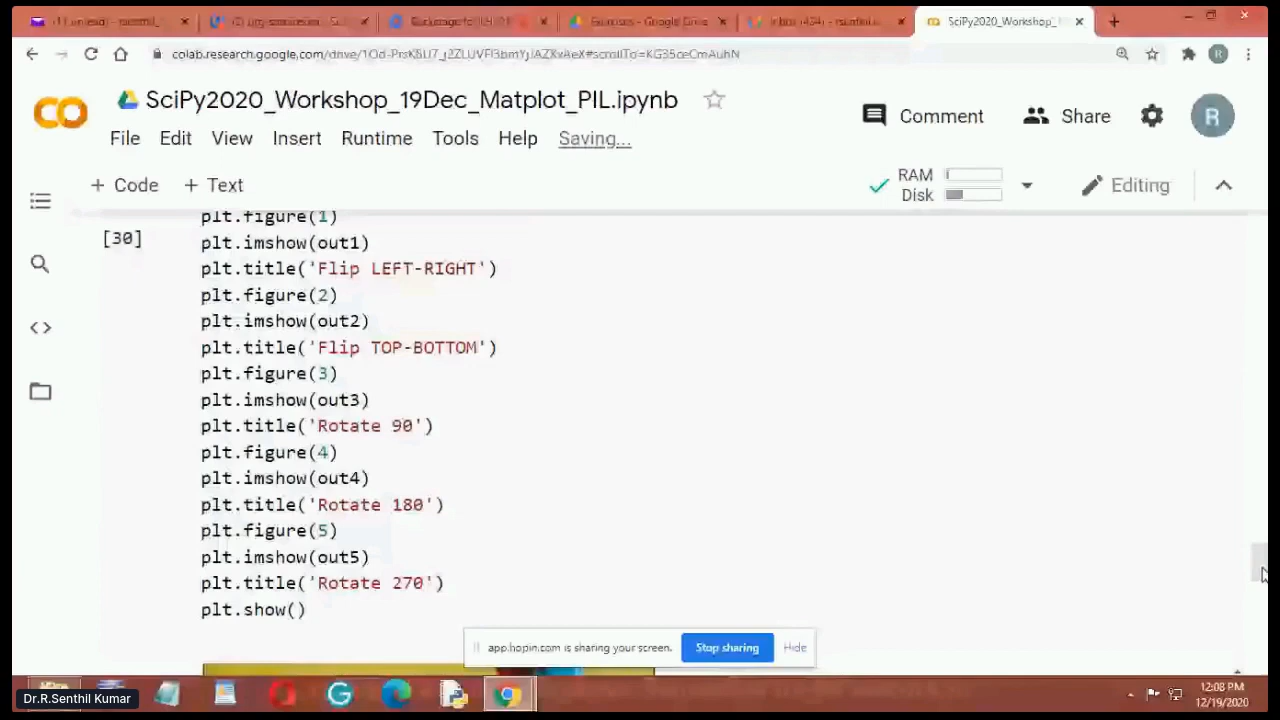 Exercises - Google Drive
SciPy2020_Workshop_
SciPy2020_Workshop_19Dec_Matplot_PIL.ipynb
Comment
Share
R
R
File Edit View Insert Runtime Tools Help Saving...
+ Code + Text
RAM
Disk
Editing
[30]
plt.figure(1)
plt.imshow(out1)
plt.title('Flip LEFT-RIGHT')
plt.figure(2)
plt.imshow(out2)
plt.title('Flip TOP-BOTTOM')
plt.figure(3)
plt.imshow(out3)
plt.title('Rotate 90')
plt.figure(4)
plt.imshow(out4)
plt.title('Rotate 180')
plt.figure(5)
plt.imshow(out5)
plt.title('Rotate 270')
plt.show()
app.hopin.com is sharing your screen.
Stop sharing
Hide
Dr.R.Senthil Kumar
12:08 PM
12/19/2020